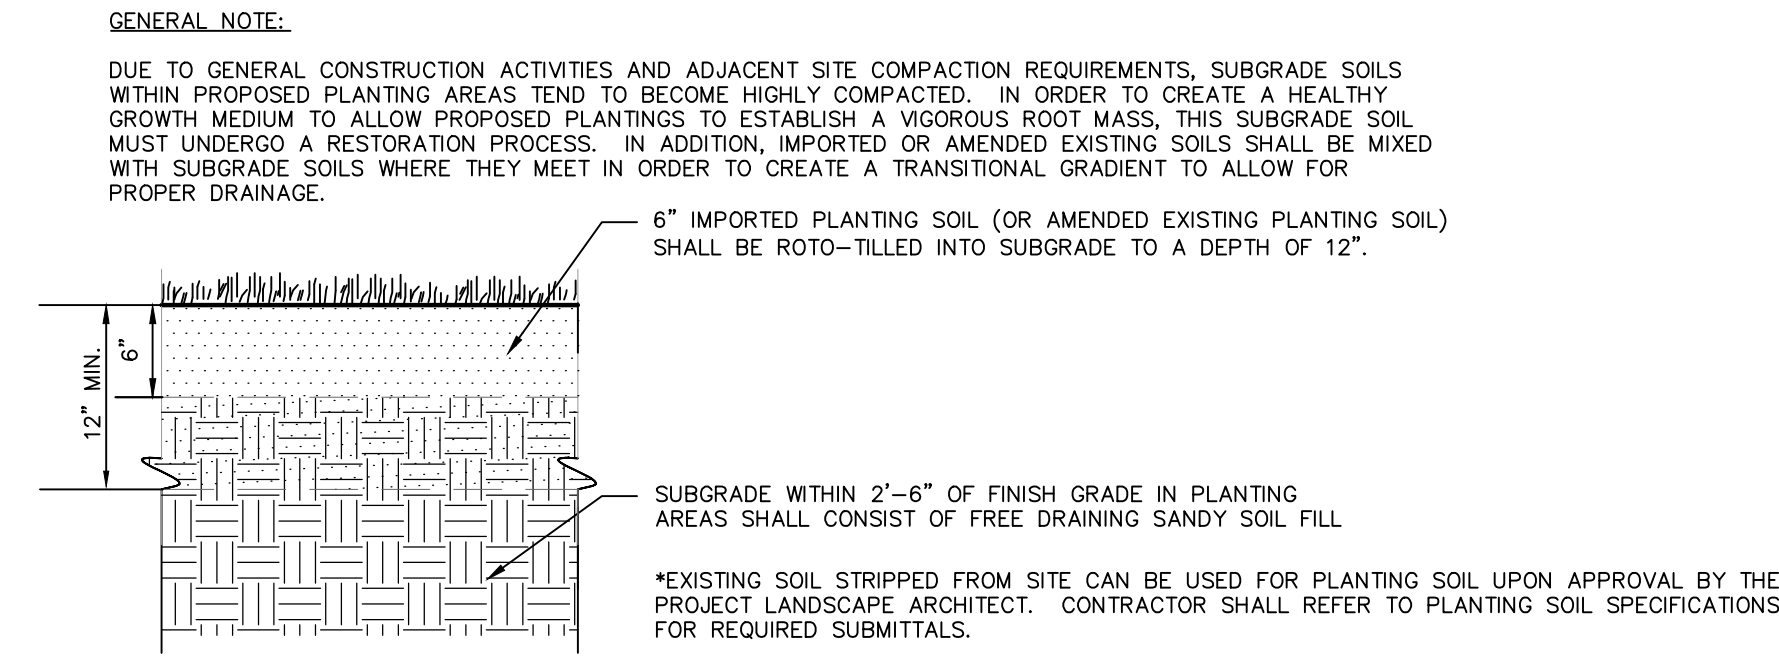 GENERAL NOTE:
DUE TO GENERAL CONSTRUCTION ACTIVITIES AND ADJACENT SITE COMPACTION REQUIREMENTS, SUBGRADE SOILS
WITHIN PROPOSED PLANTING AREAS TEND TO BECOME HIGHLY COMPACTED. IN ORDER TO CREATE A HEALTHY
GROWTH MEDIUM TO ALLOW PROPOSED PLANTINGS TO ESTABLISH A VIGOROUS ROOT MASS, THIS SUBGRADE SOIL
MUST UNDERGO A RESTORATION PROCESS. IN ADDITION, IMPORTED OR AMENDED EXISTING SOILS SHALL BE MIXED
WITH SUBGRADE SOILS WHERE THEY MEET IN ORDER TO CREATE A TRANSITIONAL GRADIENT TO ALLOW FOR
PROPER DRAINAGE.
6” IMPORTED PLANTING SOIL (OR AMENDED EXISTING PLANTING SOIL)
SHALL BE ROTO–TILLED INTO SUBGRADE TO A DEPTH OF 12”.
12” MIN.
6”
SUBGRADE WITHIN 2’–6” OF FINISH GRADE IN PLANTING
AREAS SHALL CONSIST OF FREE DRAINING SANDY SOIL FILL
*EXISTING SOIL STRIPPED FROM SITE CAN BE USED FOR PLANTING SOIL UPON APPROVAL BY THE
PROJECT LANDSCAPE ARCHITECT. CONTRACTOR SHALL REFER TO PLANTING SOIL SPECIFICATIONS
FOR REQUIRED SUBMITTALS.